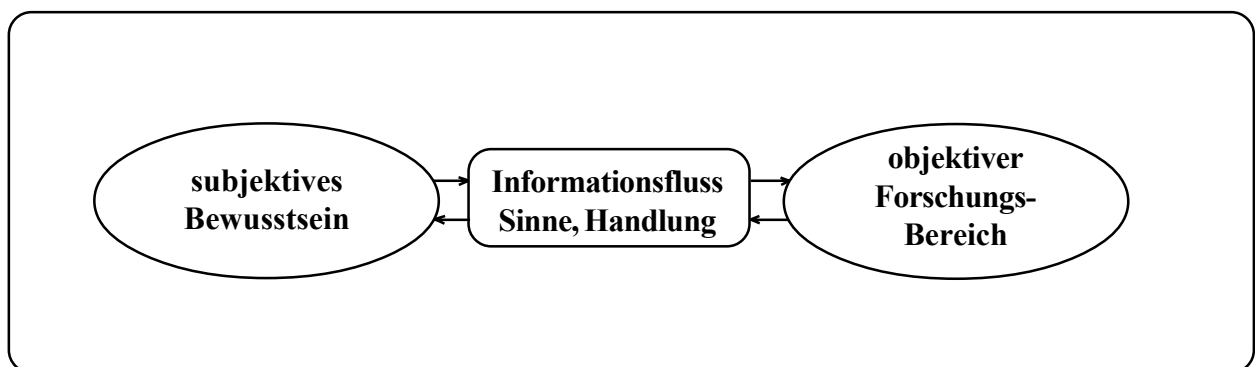 subjektives
Bewusstsein
Informationsfluss
Sinne, Handlung
objektiver
Forschungs-
Bereich